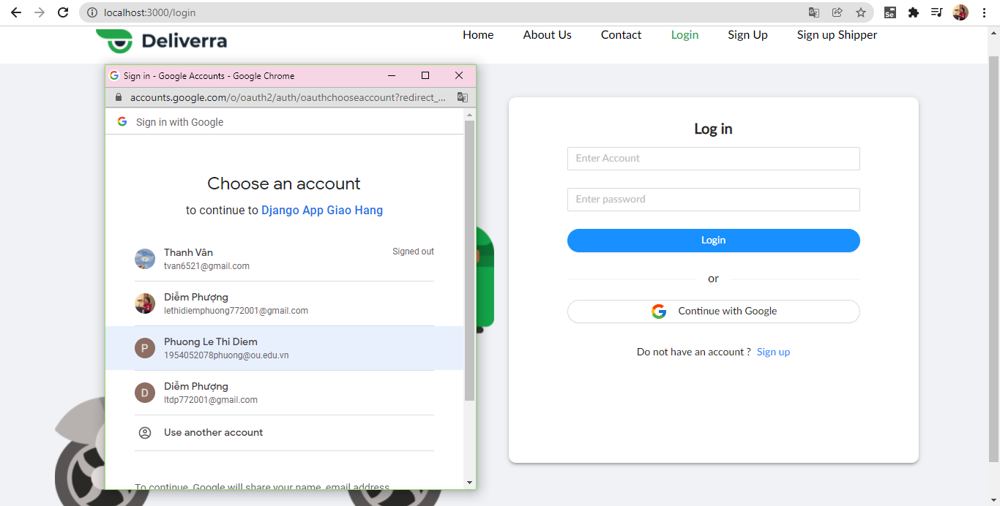 localhost:3000/login
Se
Deliverra
Home About Us Contact Login Sign Up Sign up Shipper
Sign in - Google Accounts - Google Chrome
accounts.google.com/o/oauth2/auth/oauthchooseaccount?redirect_...
Sign in with Google
Choose an account
to continue to Django App Giao Hang
Thanh Vân
Signed out
tvan6521@gmail.com
Diễm Phượng
lethidiemphuong772001@gmail.com
P
Phuong Le Thi Diem
1954052078phuong@ou.edu.vn
D
Diễm Phượng
ltdp772001@gmail.com
Use another account
To continue, Google will share your name, email address,
Log in
Enter Account
Enter password
Login
or
Continue with Google
Do not have an account ? Sign up